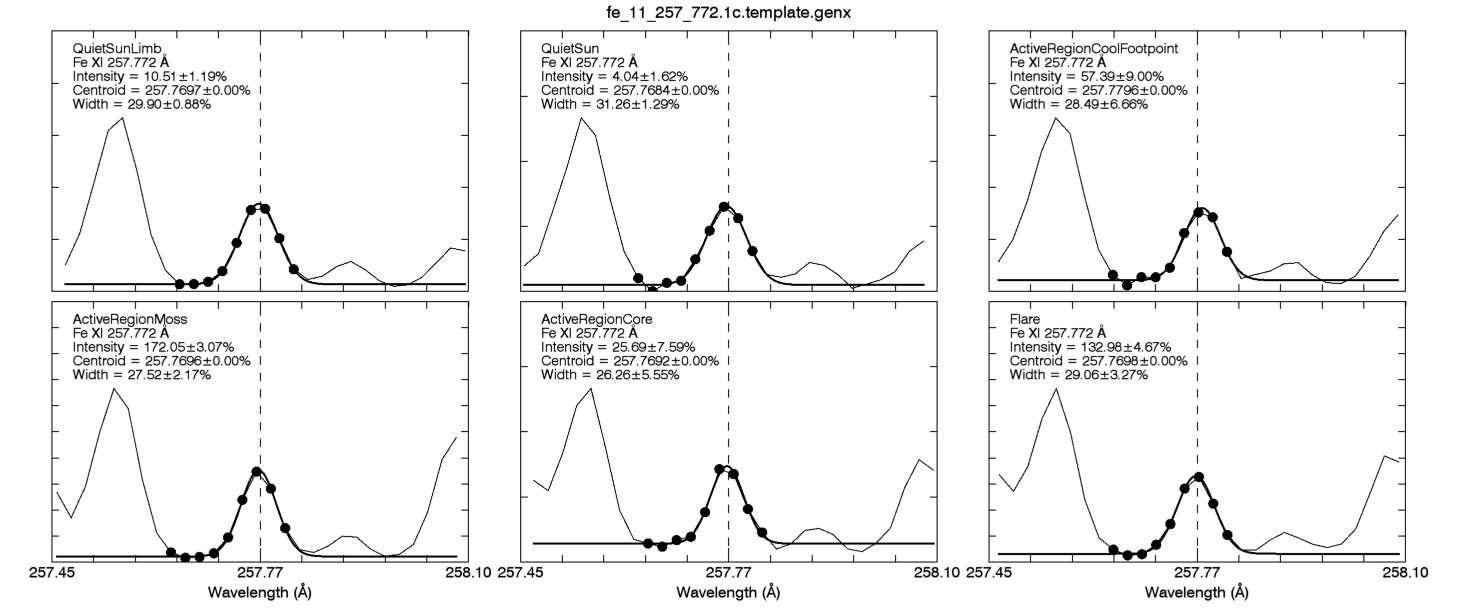 fe_11_257_772.1c.template.genx
QuietSunLimb
Fe XI 257.772 Å
Intensity = 10.51±1.19%
Centroid = 257.7697±0.00%
Width = 29.90±0.88%
QuietSun
Fe XI 257.772 Å
Intensity = 4.04±1.62%
Centroid = 257.7684±0.00%
Width = 31.26±1.29%
ActiveRegionCoolFootpoint
Fe XI 257.772 Å
Intensity = 57.39±9.00%
Centroid = 257.7796±0.00%
Width = 28.49±6.66%
ActiveRegionMoss
Fe XI 257.772 Å
Intensity = 172.05±3.07%
Centroid = 257.7696±0.00%
Width = 27.52±2.17%
ActiveRegionCore
Fe XI 257.772 Å
Intensity = 25.69±7.59%
Centroid = 257.7692±0.00%
Width = 26.26±5.55%
Flare
Fe XI 257.772 Å
Intensity = 132.98±4.67%
Centroid = 257.7698±0.00%
Width = 29.06±3.27%
257.45 257.77 258.10 257.45 257.77 258.10 257.45 257.77 258.10
Wavelength (Å) Wavelength (Å) Wavelength (Å)